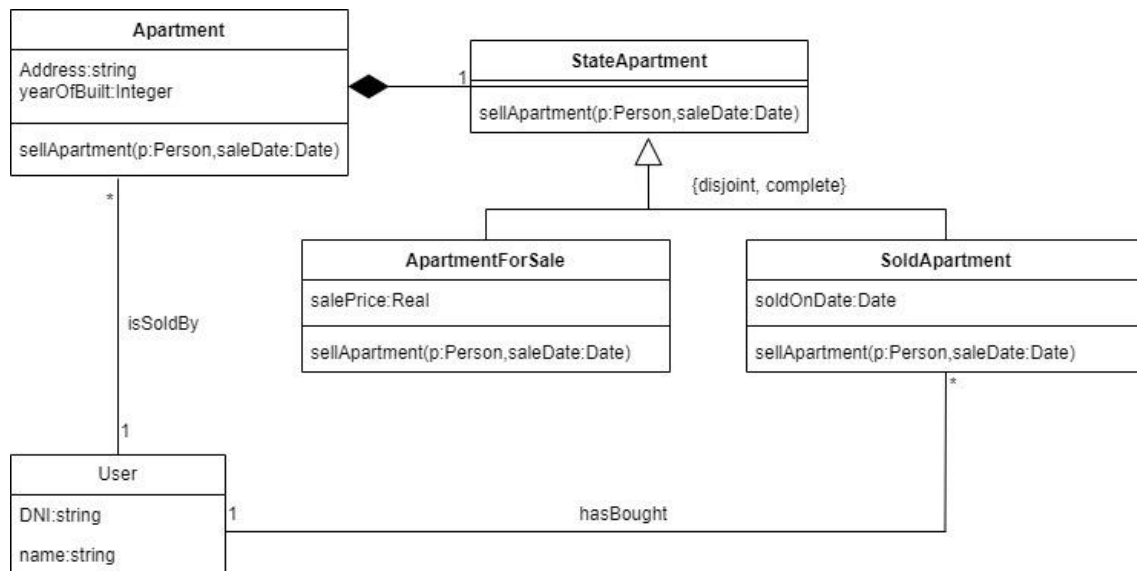 Apartment
Address:string
yearOfBuilt:Integer
sellApartment(p:Person,saleDate:Date)
1
StateApartment
sellApartment(p:Person,saleDate:Date)
{disjoint, complete}
*
ApartmentForSale
salePrice:Real
sellApartment(p:Person,saleDate:Date)
SoldApartment
soldOnDate:Date
sellApartment(p:Person,saleDate:Date)
*
isSoldBy
1
User
DNI:string
name:string
1
hasBought